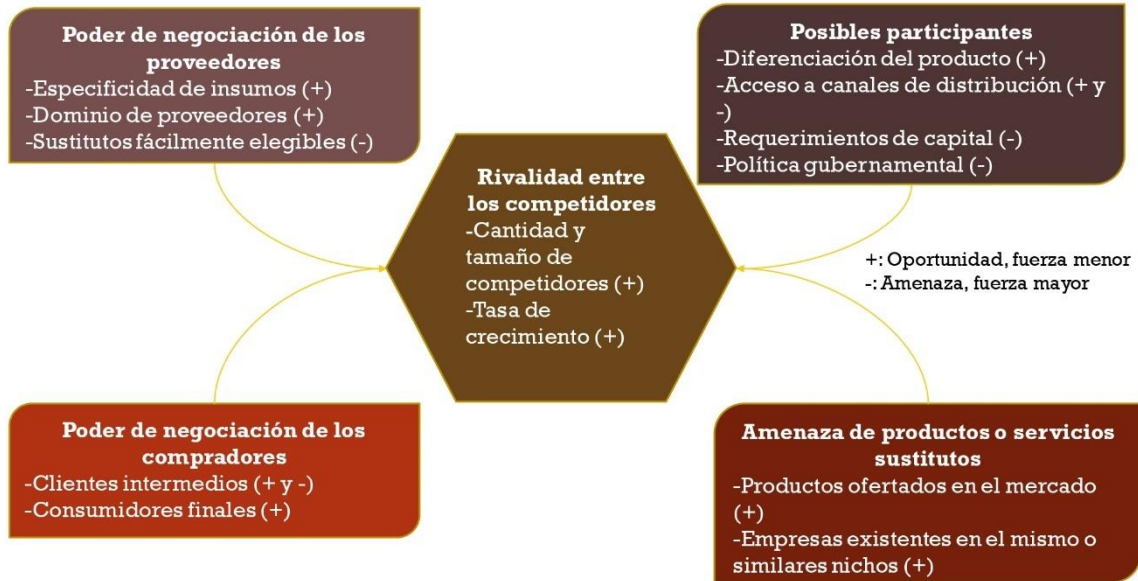 Poder de negociación de los
proveedores
-Especificidad de insumos (+)
-Dominio de proveedores (+)
-Sustitutos fácilmente elegibles (-)
Posibles participantes
-Diferenciación del producto (+)
-Acceso a canales de distribución (+ y
-)
-Requerimientos de capital (-)
-Política gubernamental (-)
Rivalidad entre
los competidores
-Cantidad y
tamaño de
competidores (+)
-Tasa de
crecimiento (+)
+: Oportunidad, fuerza menor
-: Amenaza, fuerza mayor
Poder de negociación de los
compradores
-Clientes intermedios (+ y -)
-Consumidores finales (+)
Amenaza de productos o servicios
sustitutos
-Productos ofertados en el mercado
(+)
-Empresas existentes en el mismo o
similares nichos (+)